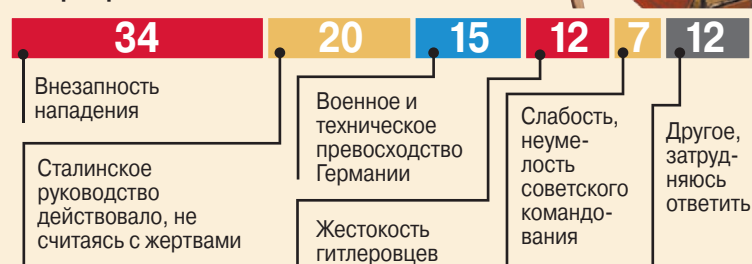 34 20 15 12 7 12
Внезапность
нападения
Сталинское
руководство
действовало, не
считаясь с жертвами
Военное и
техническое
превосходство
Германии
Жестокость
гитлеровцев
Слабость,
неуме-
лость
советского
командо-
вания
Другое,
затруд-
няюсь
ответить